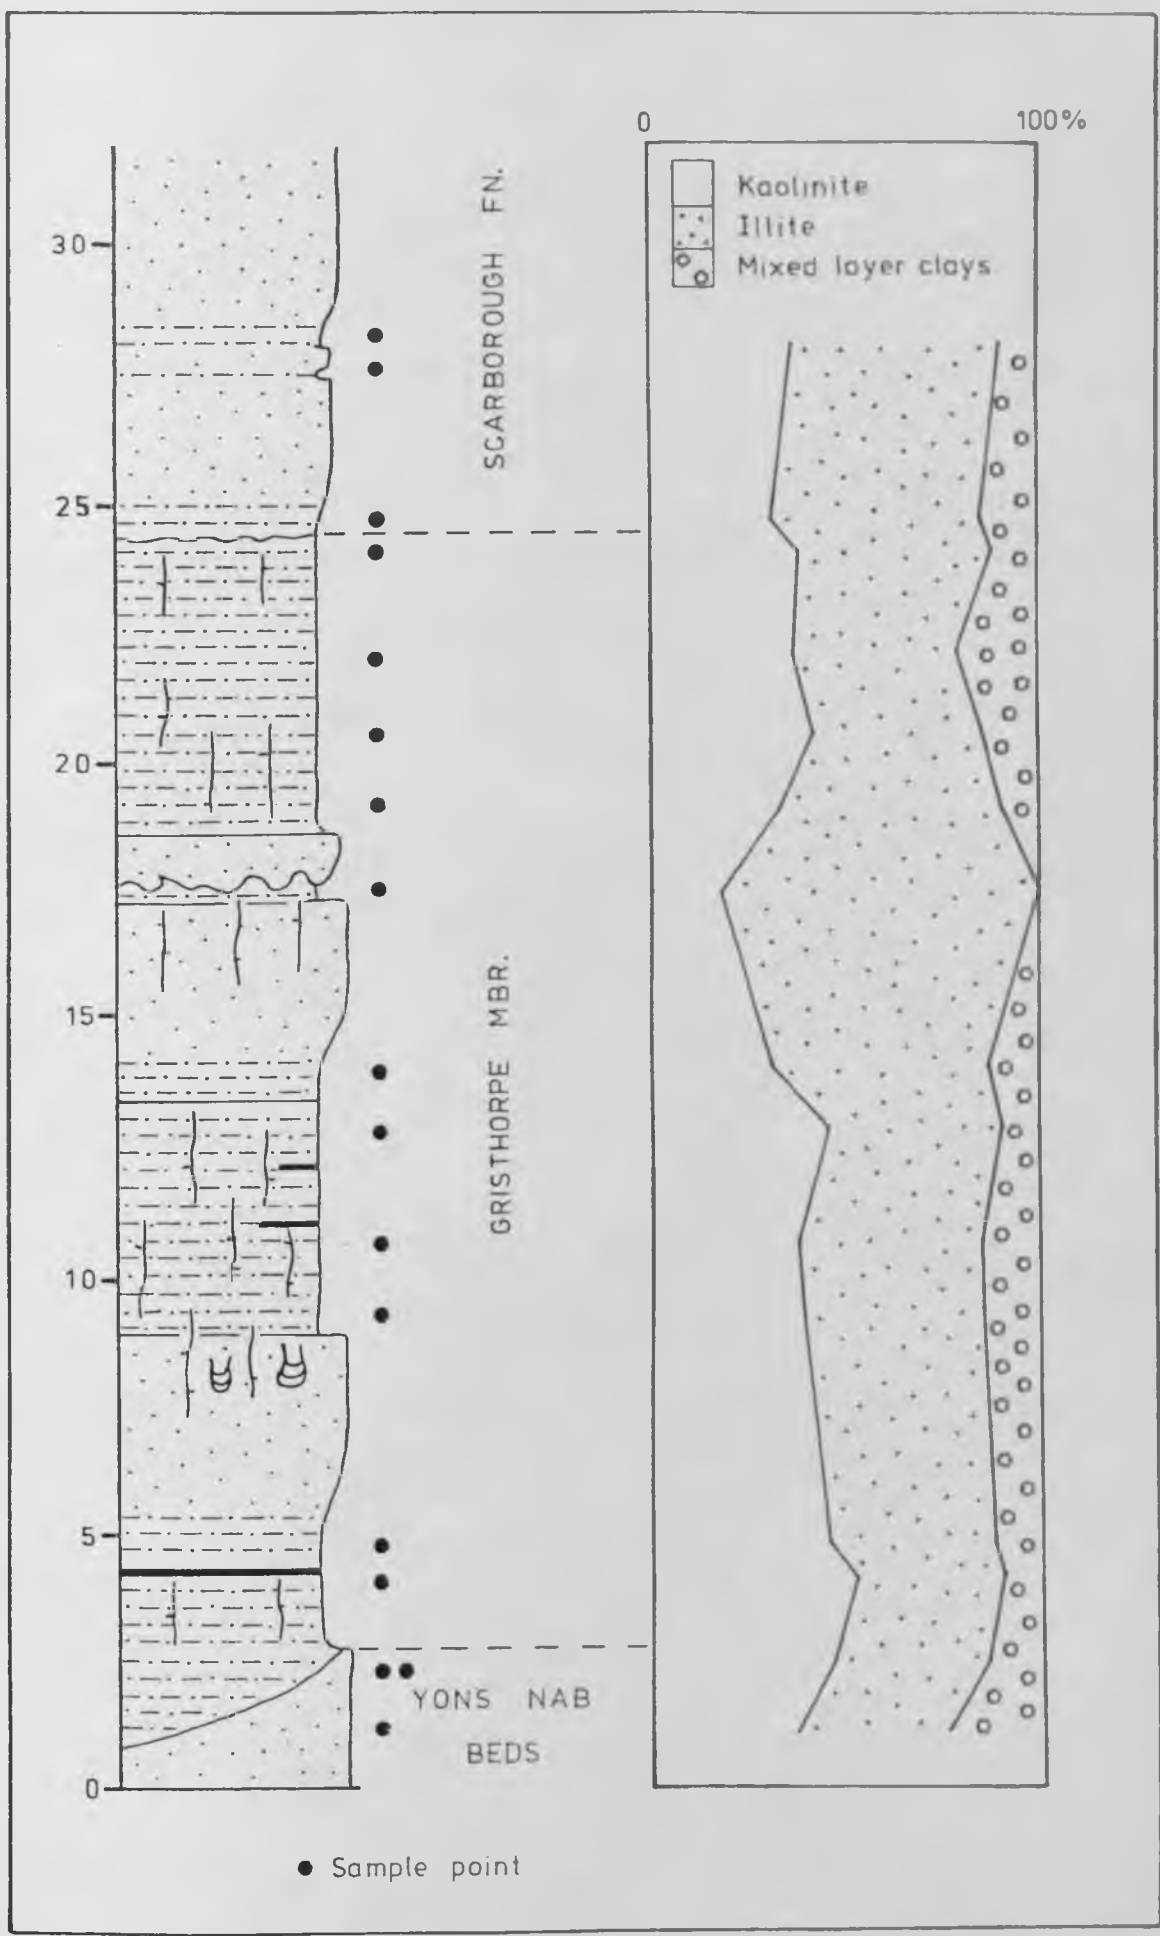 0 100%
Kaolinite
Illite
Mixed layer clays
30
25
20
15
10
5
0
SCARBOROUGH FN.
GRISTHORPE MBR.
YONS NAB
BEDS
Sample point